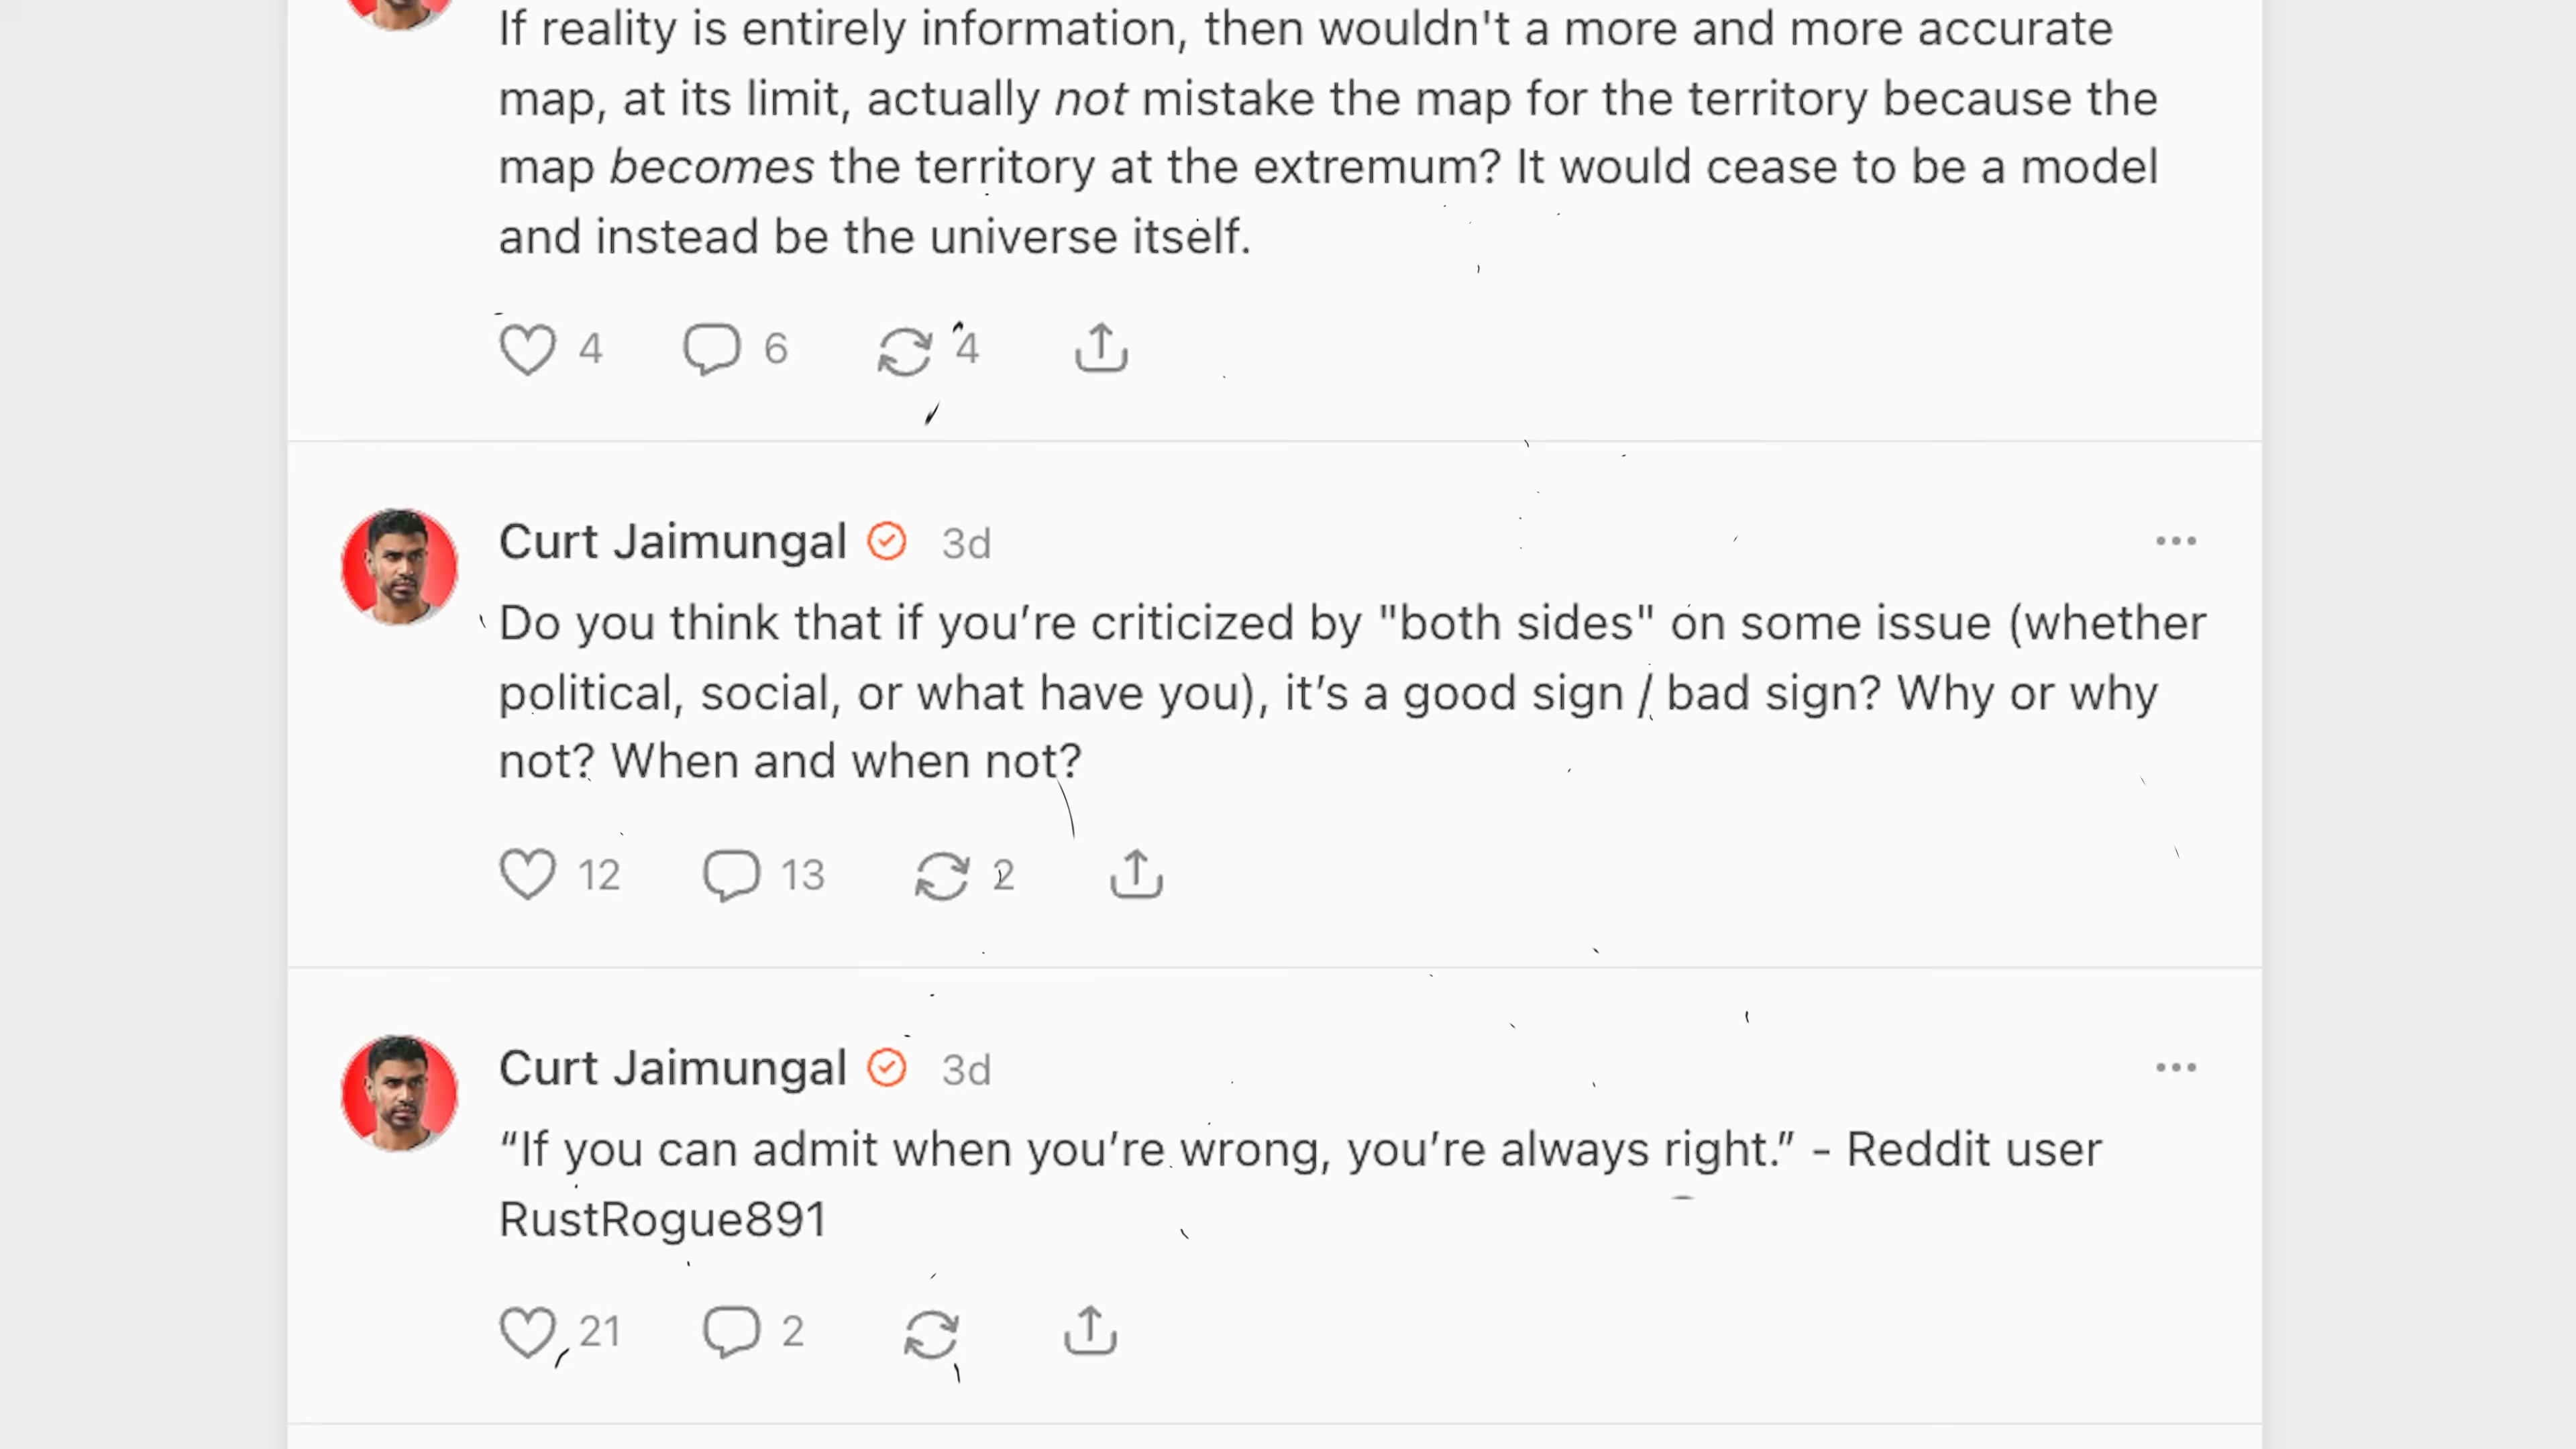 If reality is entirely information, then wouldn't a more and more accurate
map, at its limit, actually not mistake the map for the territory because the
map becomes the territory at the extremum? It would cease to be a model
and instead be the universe itself.
4 6 4
Curt Jaimungal 3d
Do you think that if you’re criticized by "both sides" on some issue (whether
political, social, or what have you), it’s a good sign / bad sign? Why or why
not? When and when not?
12 13 2
Curt Jaimungal 3d
“If you can admit when you’re wrong, you’re always right.” - Reddit user
RustRogue891
21 2